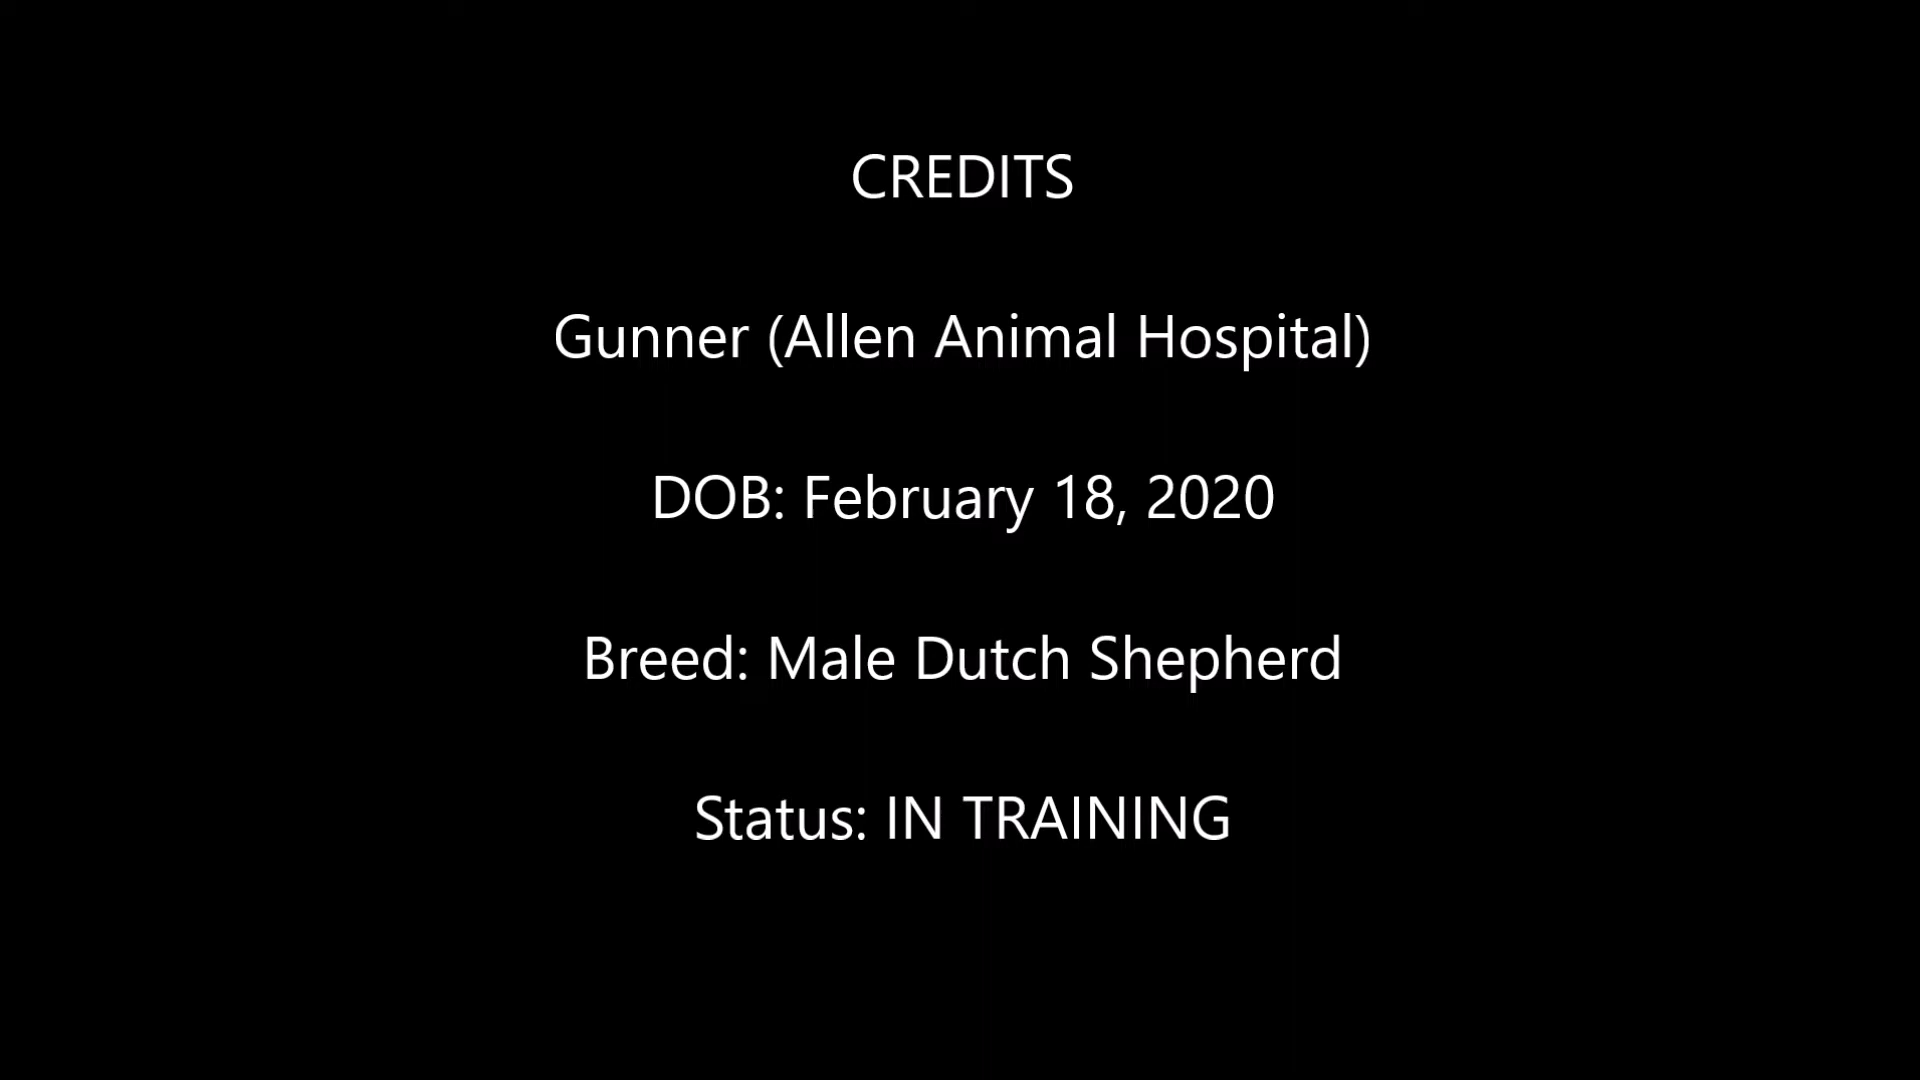 CREDITS
Gunner (Allen Animal Hospital)
DOB: February 18, 2020
Breed: Male Dutch Shepherd
Status: IN TRAINING